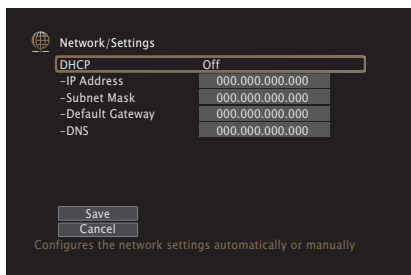 Network/Settings
DHCP Off
-IP Address 000.000.000.000
-Subnet Mask 000.000.000.000
-Default Gateway 000.000.000.000
-DNS 000.000.000.000
Save
Cancel
Configures the network settings automatically or manually